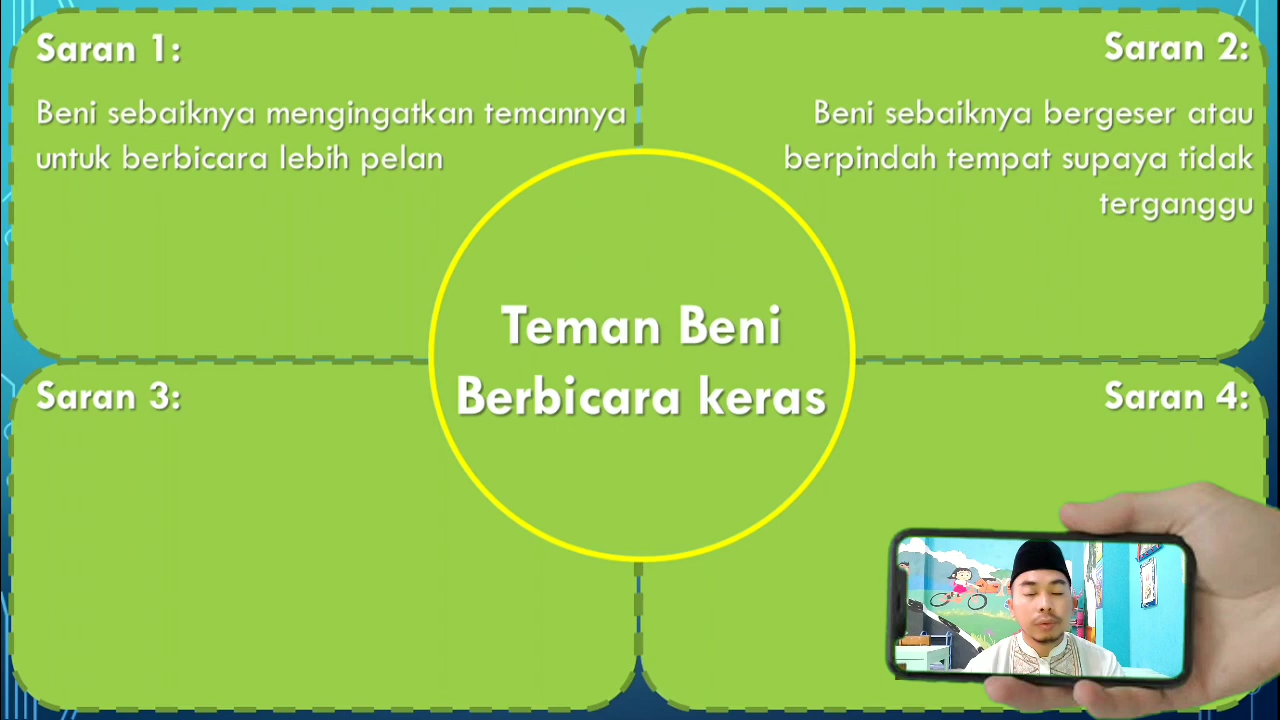 Saran 1:
Beni sebaiknya mengingatkan temannya
untuk berbicara lebih pelan
Saran 2:
Beni sebaiknya bergeser atau
berpindah tempat supaya tidak
terganggu
Teman Beni
Berbicara keras
Saran 3:
Saran 4: